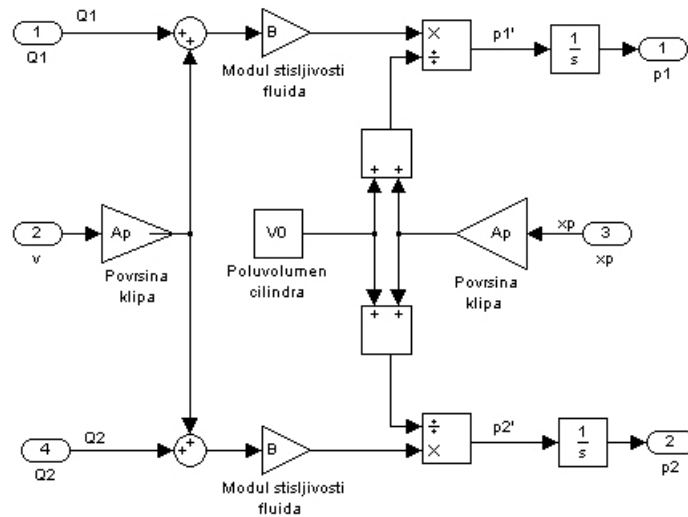 Q1
1
Q1
+
+
B
Modul stisljivosti
fluida
×
÷
p1'
1
s
1
p1
+ +
2
v
Ap
Povrsina
klipa
V0
Poluvolumen
cilindra
Ap
Povrsina
klipa
xp
3
xp
+ +
4
Q2
Q2
+
+
B
Modul stisljivosti
fluida
÷
×
p2'
1
s
2
p2